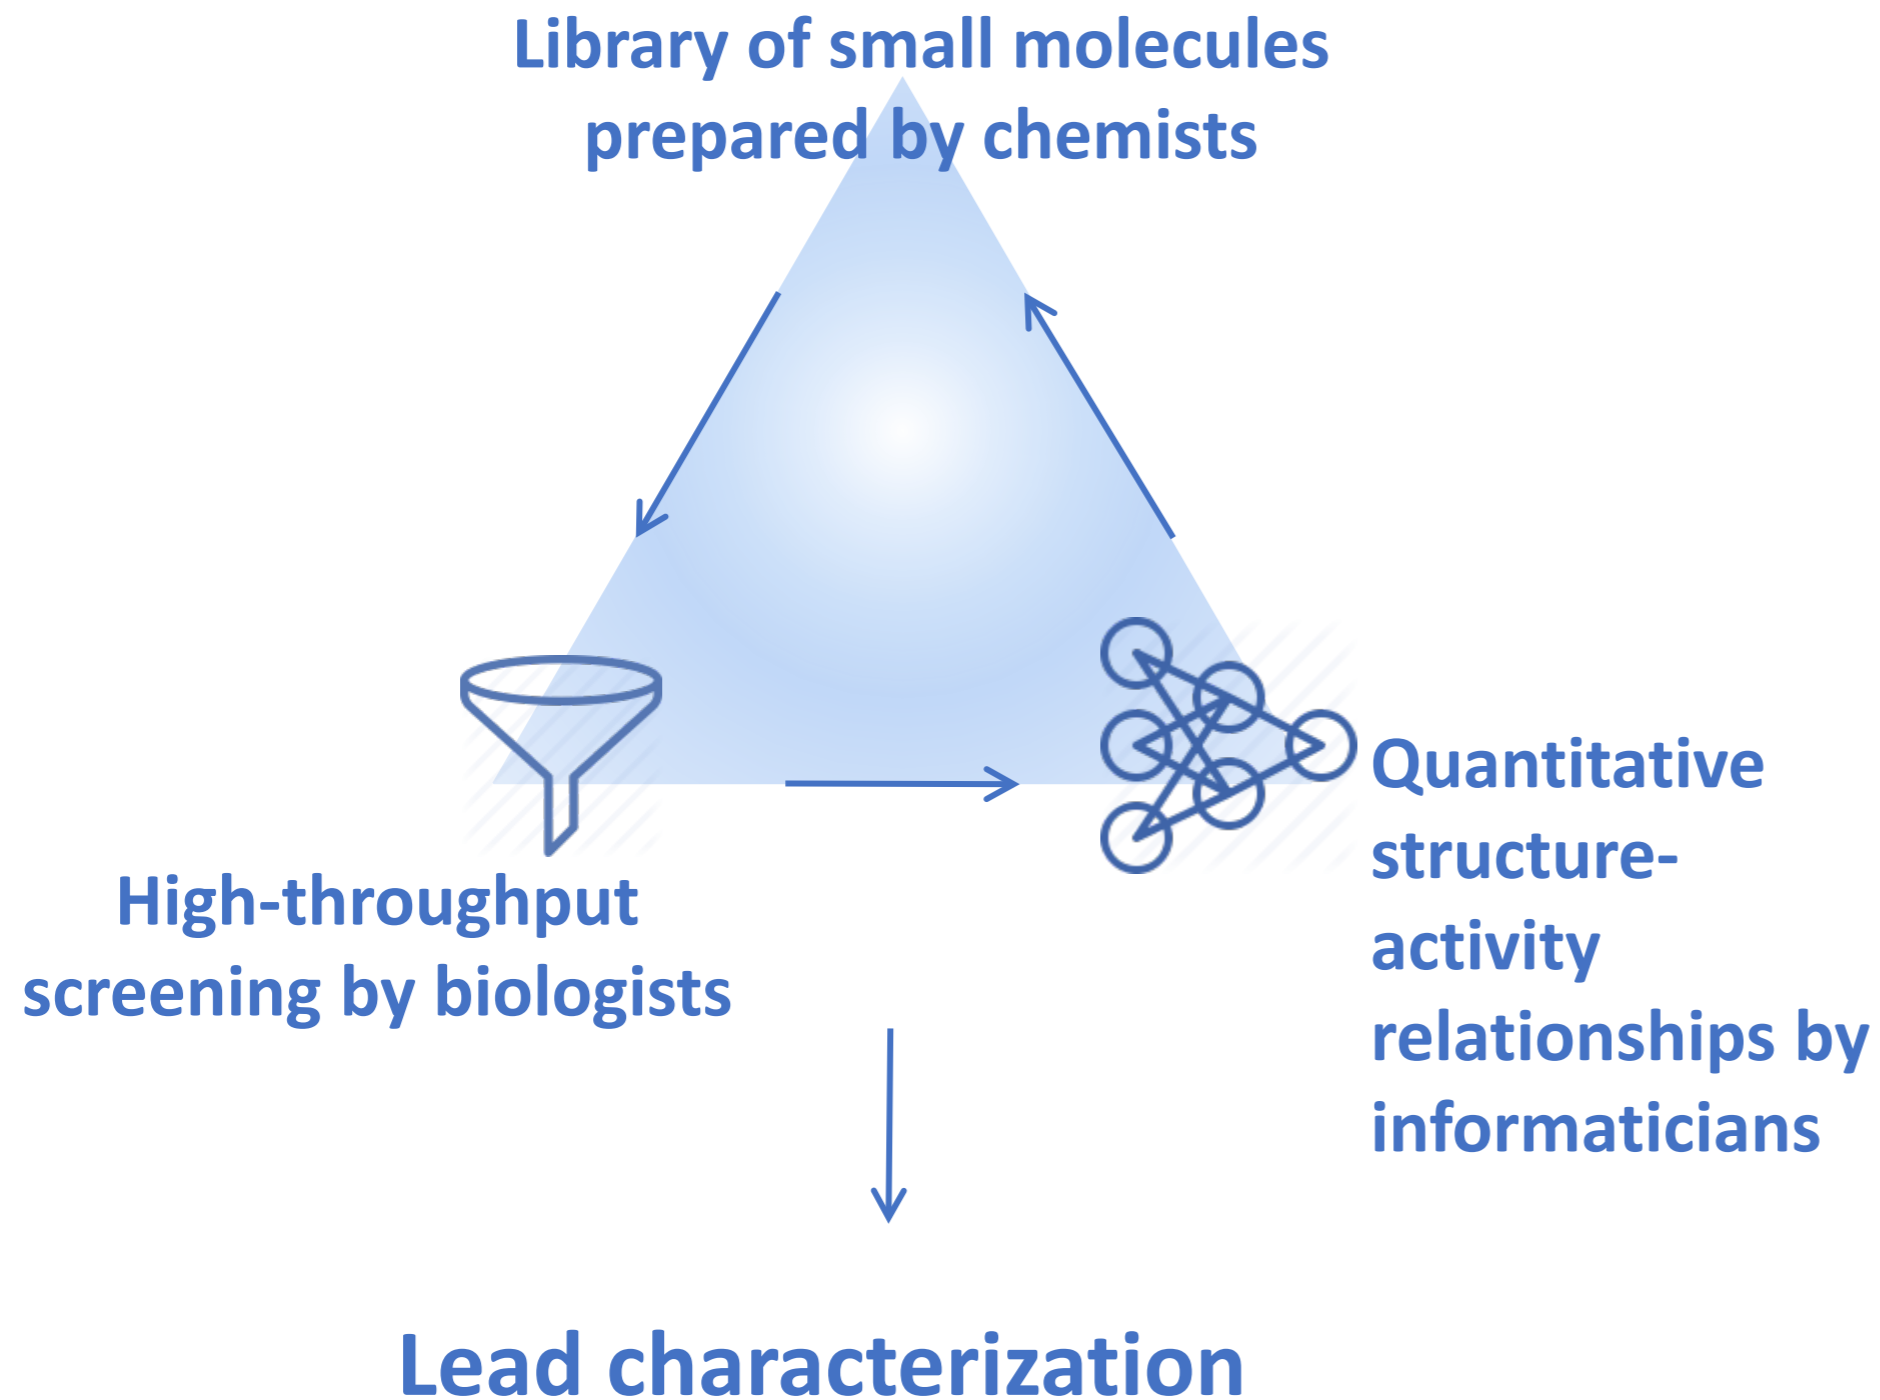 Library of small molecules
prepared by chemists
High-throughput
screening by biologists
Quantitative
structure-
activity
relationships by
informaticians
Lead characterization